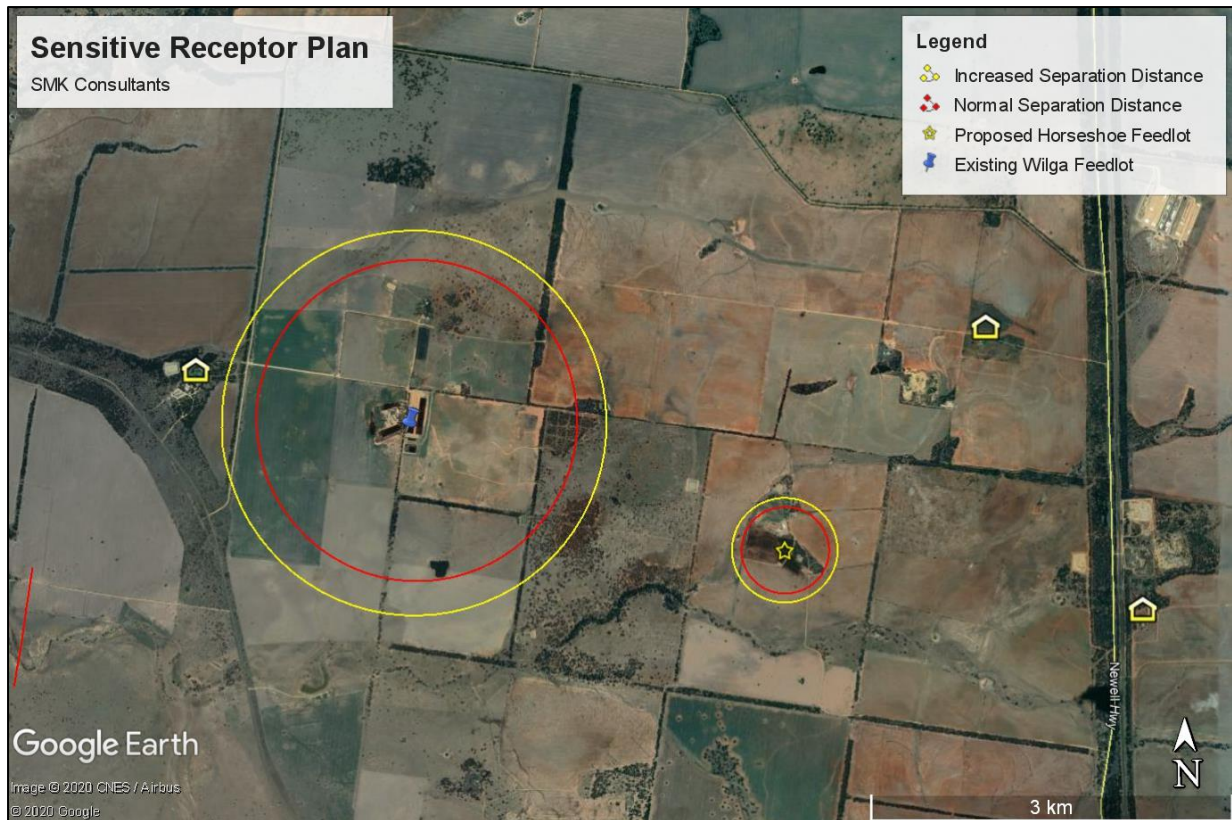 Sensitive Receptor Plan
SMK Consultants
Legend
Increased Separation Distance
Normal Separation Distance
Proposed Horseshoe Feedlot
Existing Wilga Feedlot
Newell Hwy
Google Earth
Image © 2020 CNES / Airbus
© 2020 Google
N
3 km